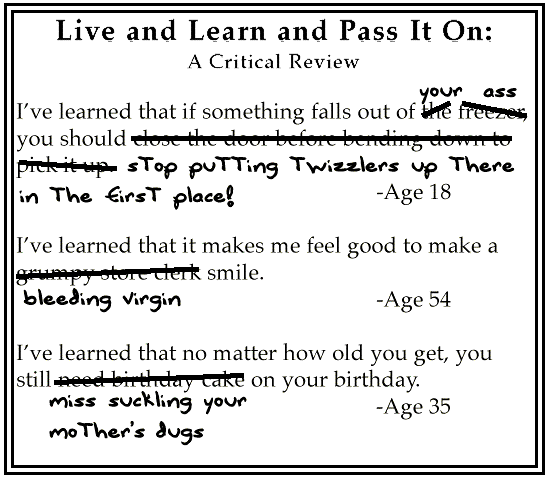 Live and Learn and Pass It On:
A Critical Review
your ass
I've learned that if something falls out of the freezer,
you should close the door before bending down to
pick it up. sTop puTTing Twizzlers up There
in The firsT place!
-Age 18
I've learned that it makes me feel good to make a
grumpy store clerk smile.
bleeding virgin
-Age 54
I've learned that no matter how old you get, you
still need birthday cake on your birthday.
miss suckling your
-Age 35
moTher's dugs